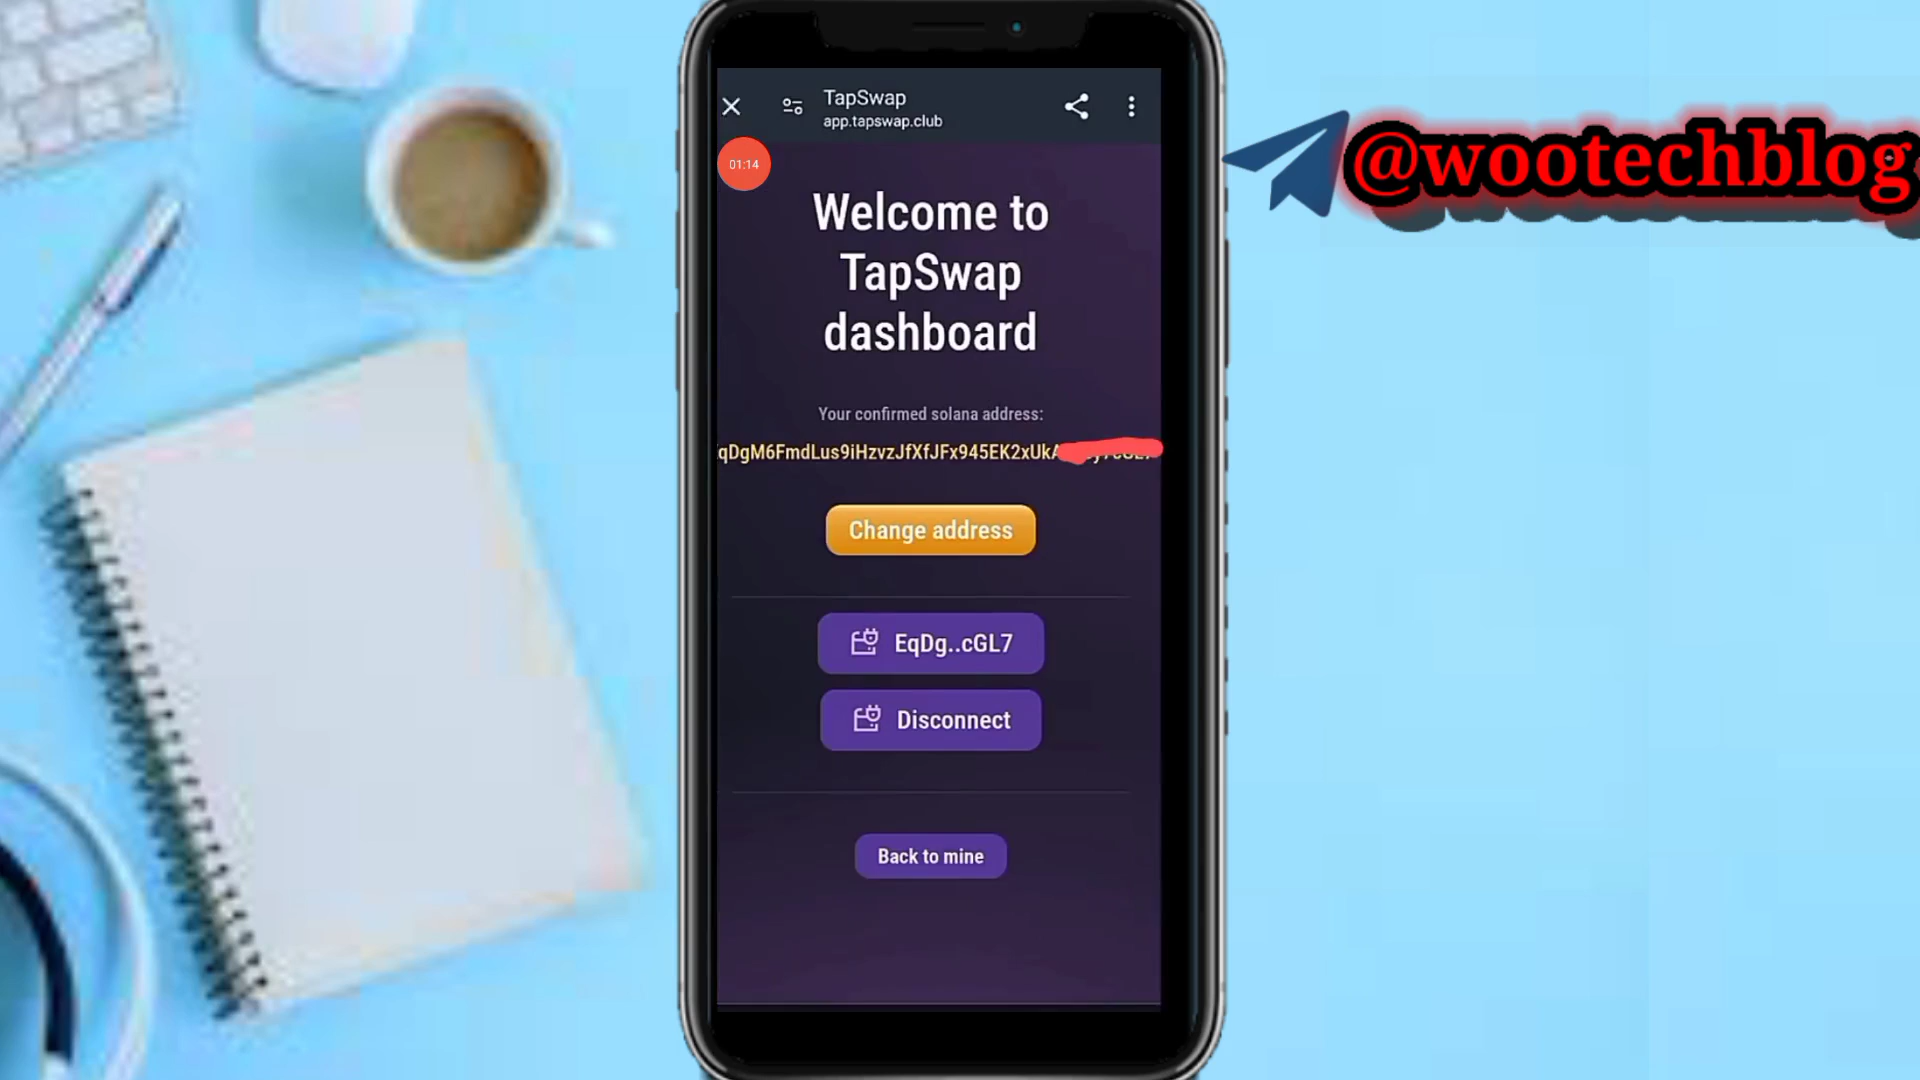 TapSwap
app.tapswap.club
@wootechblog
01:14
Welcome to
TapSwap
dashboard
Your confirmed solana address:
qDgM6FmdLus9iHzvzJfXfJFx945EK2xUkA
Change address
EqDg..cGL7
Disconnect
Back to mine